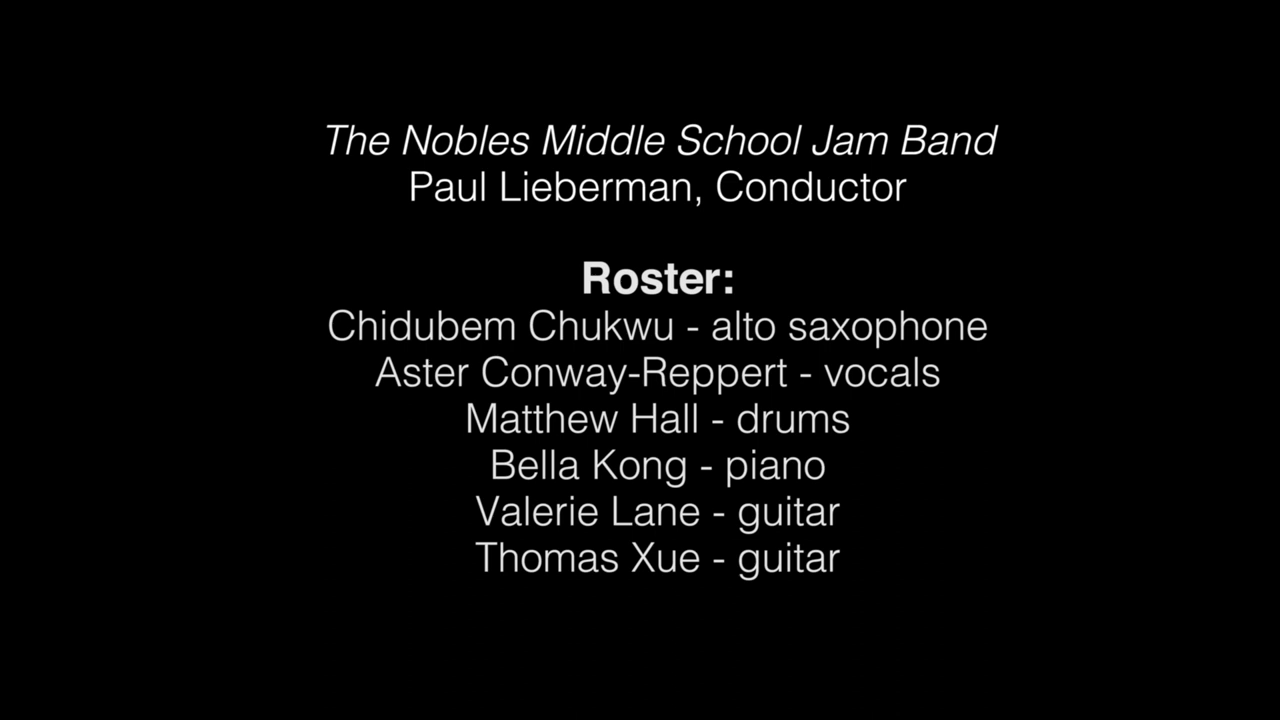 The Nobles Middle School Jam Band
Paul Lieberman, Conductor
Roster:
Chidubem Chukwu - alto saxophone
Aster Conway-Reppert - vocals
Matthew Hall - drums
Bella Kong - piano
Valerie Lane - guitar
Thomas Xue - guitar